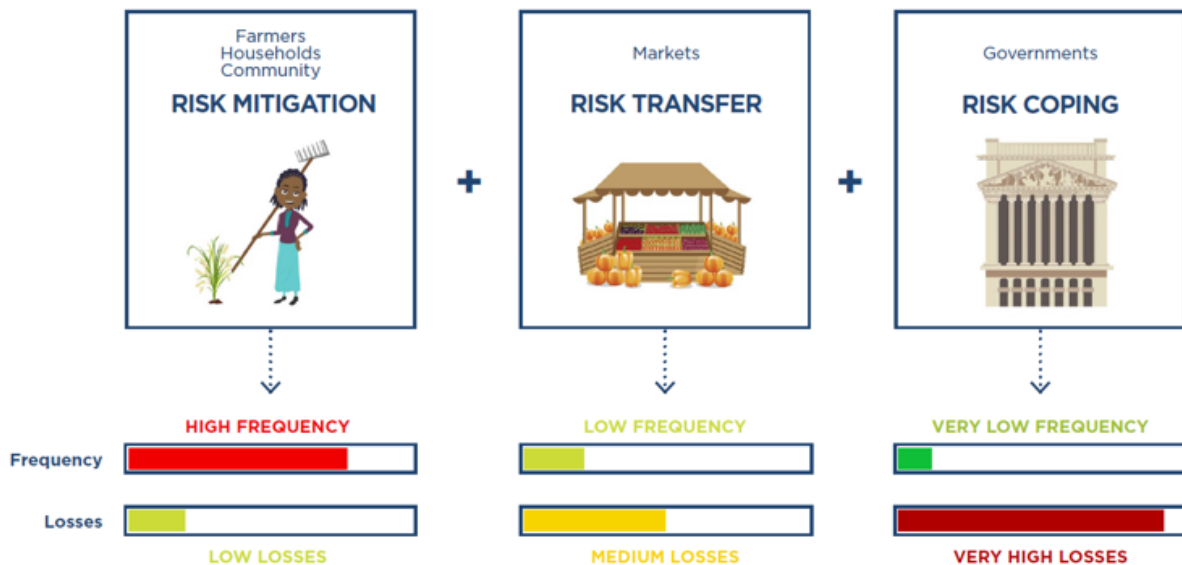 Farmers
Households
Community
RISK MITIGATION
+
Markets
RISK TRANSFER
+
Governments
RISK COPING
HIGH FREQUENCY
LOW FREQUENCY
VERY LOW FREQUENCY
Frequency
Losses
LOW LOSSES
MEDIUM LOSSES
VERY HIGH LOSSES